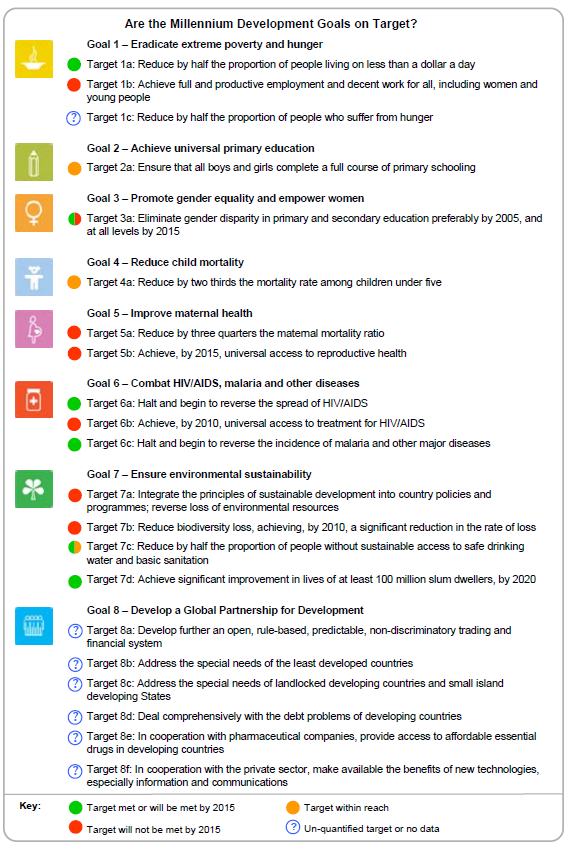 Are the Millennium Development Goals on Target?
Goal 1 – Eradicate extreme poverty and hunger
Target 1a: Reduce by half the proportion of people living on less than a dollar a day
Target 1b: Achieve full and productive employment and decent work for all, including women and
young people
? Target 1c: Reduce by half the proportion of people who suffer from hunger
Goal 2 – Achieve universal primary education
Target 2a: Ensure that all boys and girls complete a full course of primary schooling
Goal 3 – Promote gender equality and empower women
Target 3a: Eliminate gender disparity in primary and secondary education preferably by 2005, and
at all levels by 2015
Goal 4 – Reduce child mortality
Target 4a: Reduce by two thirds the mortality rate among children under five
Goal 5 – Improve maternal health
Target 5a: Reduce by three quarters the maternal mortality ratio
Target 5b: Achieve, by 2015, universal access to reproductive health
Goal 6 – Combat HIV/AIDS, malaria and other diseases
Target 6a: Halt and begin to reverse the spread of HIV/AIDS
Target 6b: Achieve, by 2010, universal access to treatment for HIV/AIDS
Target 6c: Halt and begin to reverse the incidence of malaria and other major diseases
Goal 7 – Ensure environmental sustainability
Target 7a: Integrate the principles of sustainable development into country policies and
programmes; reverse loss of environmental resources
Target 7b: Reduce biodiversity loss, achieving, by 2010, a significant reduction in the rate of loss
Target 7c: Reduce by half the proportion of people without sustainable access to safe drinking
water and basic sanitation
Target 7d: Achieve significant improvement in lives of at least 100 million slum dwellers, by 2020
Goal 8 – Develop a Global Partnership for Development
? Target 8a: Develop further an open, rule-based, predictable, non-discriminatory trading and
financial system
? Target 8b: Address the special needs of the least developed countries
? Target 8c: Address the special needs of landlocked developing countries and small island
developing States
? Target 8d: Deal comprehensively with the debt problems of developing countries
? Target 8e: In cooperation with pharmaceutical companies, provide access to affordable essential
drugs in developing countries
? Target 8f: In cooperation with the private sector, make available the benefits of new technologies,
especially information and communications
Key: Target met or will be met by 2015 Target within reach
Target will not be met by 2015 ? Un-quantified target or no data